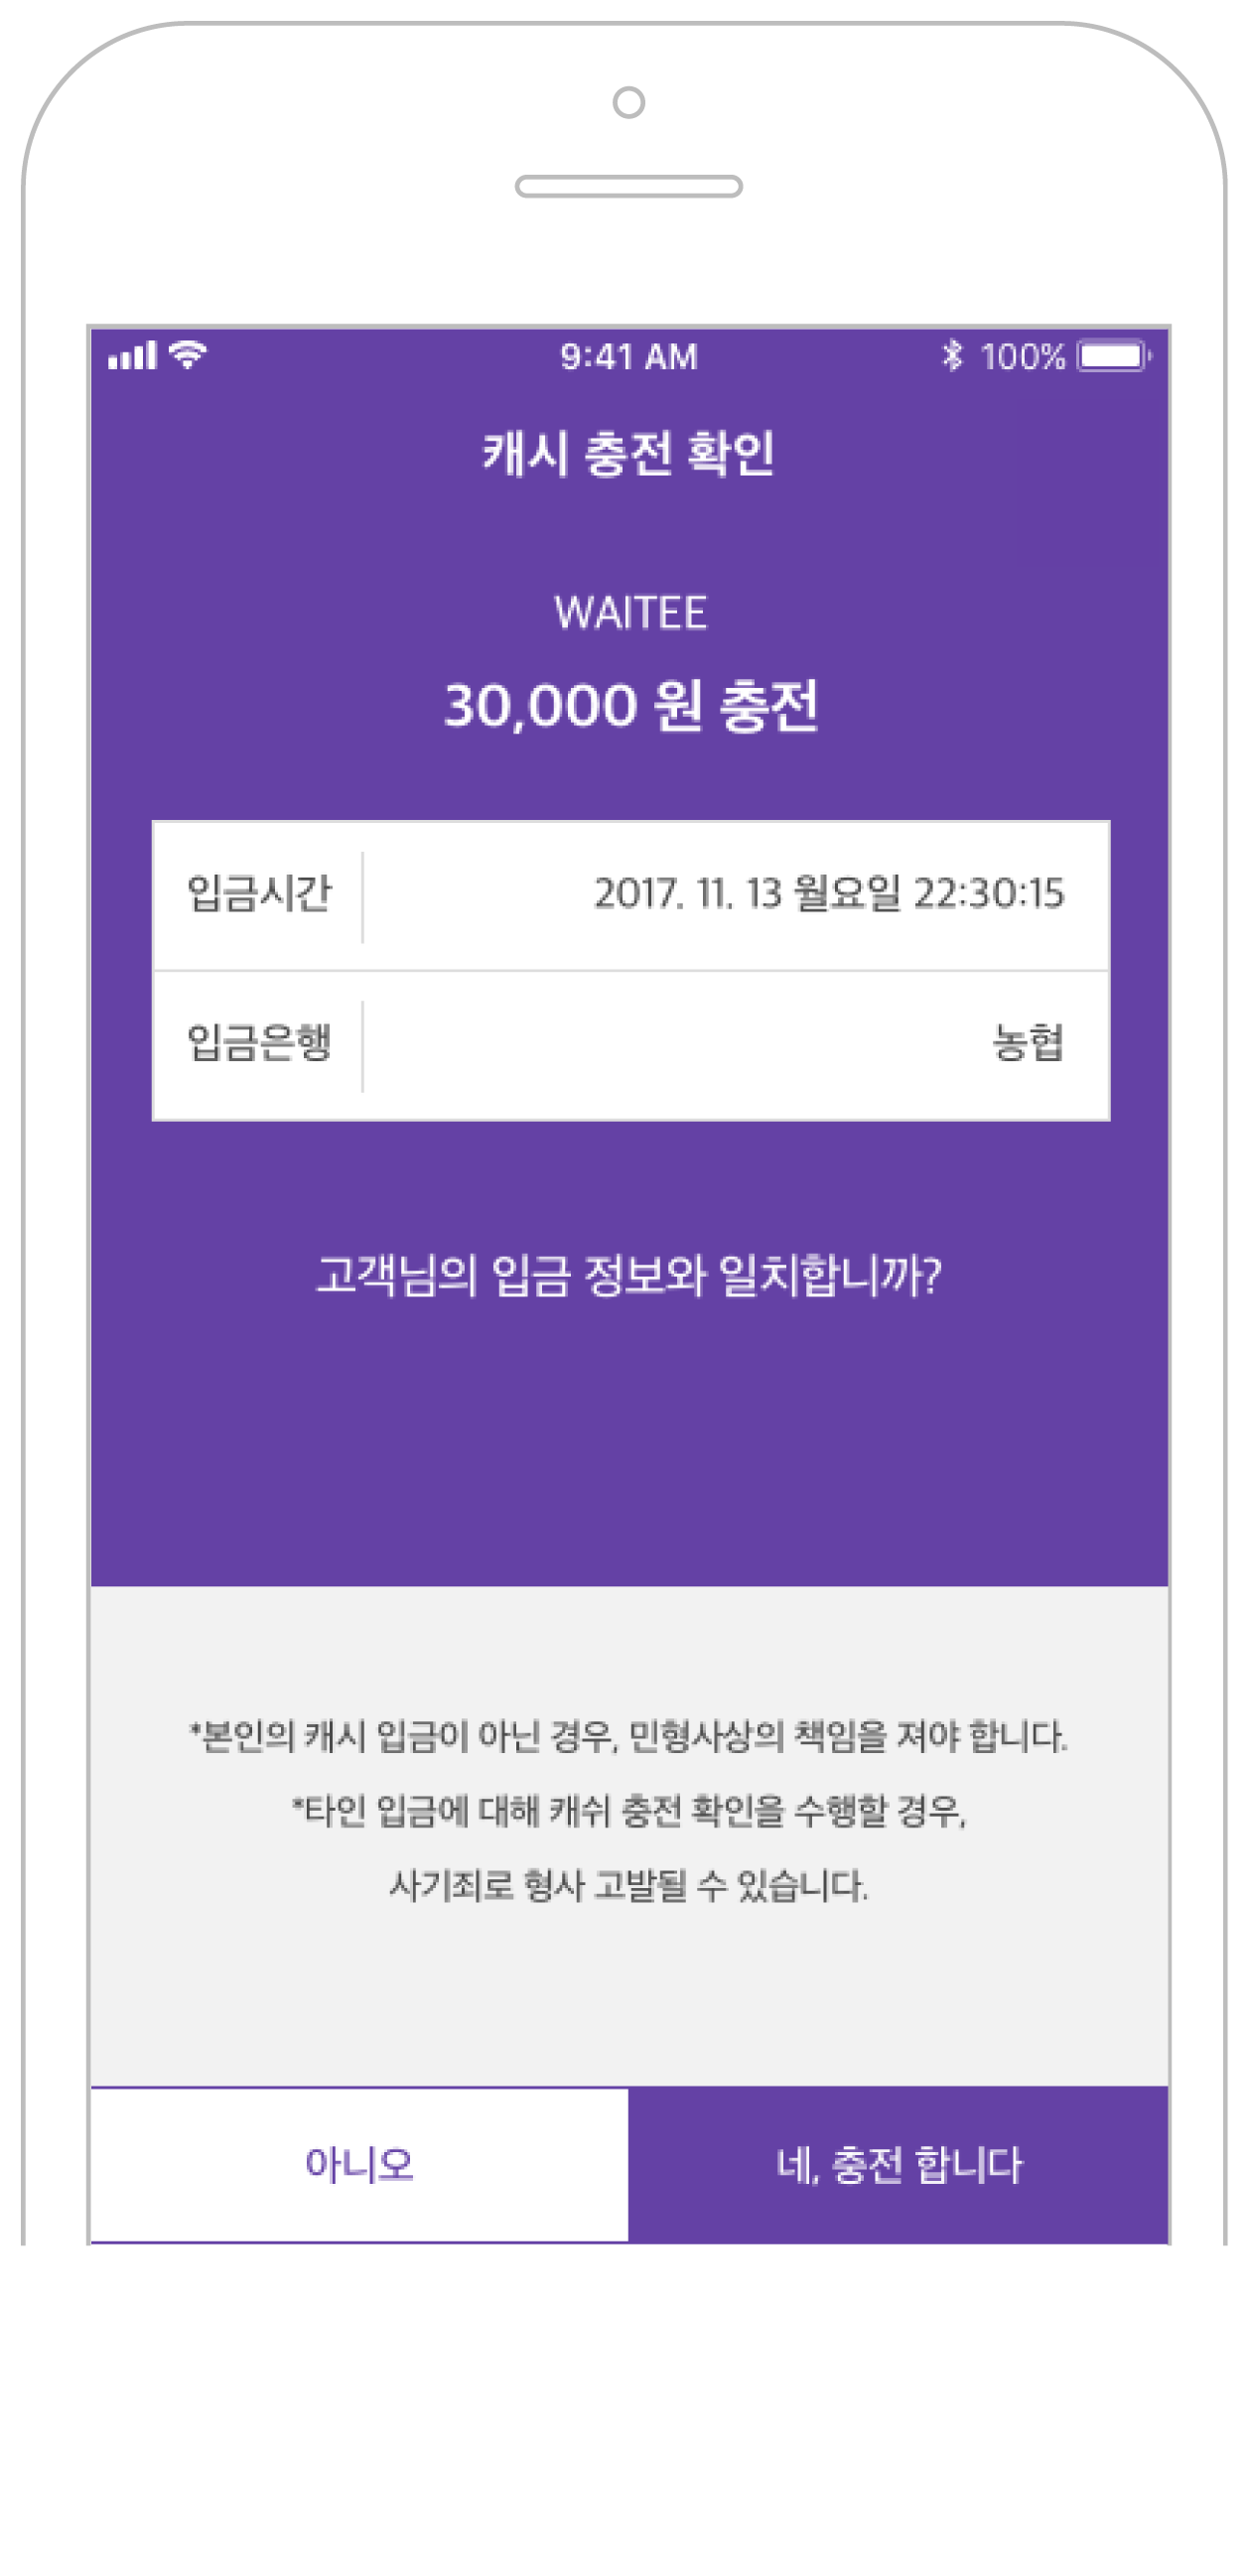 9:41 AM 100%
캐시 충전 확인
WAITEE
30,000 원 충전
입금시간 2017. 11. 13 월요일 22:30:15
입금은행 농협
고객님의 입금 정보와 일치합니까?
*본인의 캐시 입금이 아닌 경우, 민형사상의 책임을 져야 합니다.
*타인 입금에 대해 캐쉬 충전 확인을 수행할 경우,
사기죄로 형사 고발될 수 있습니다.
아니오 네, 충전 합니다